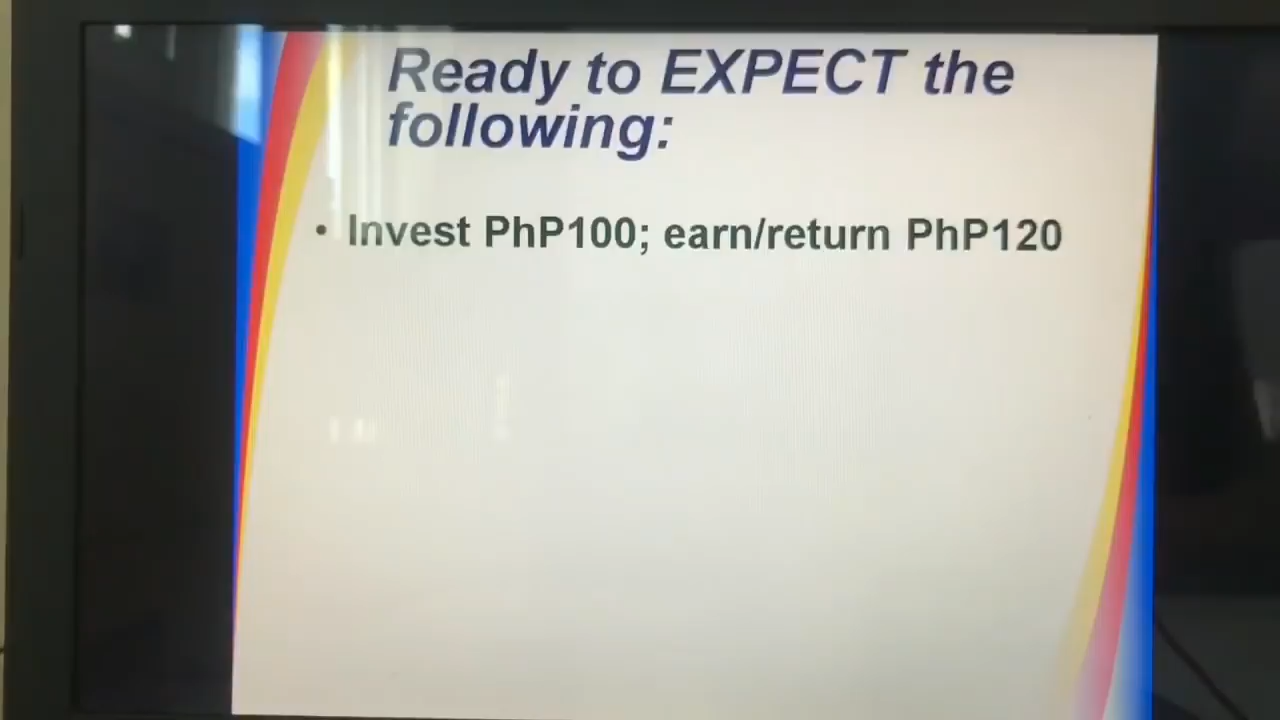 Ready to EXPECT the
following:
• Invest PhP100; earn/return PhP120